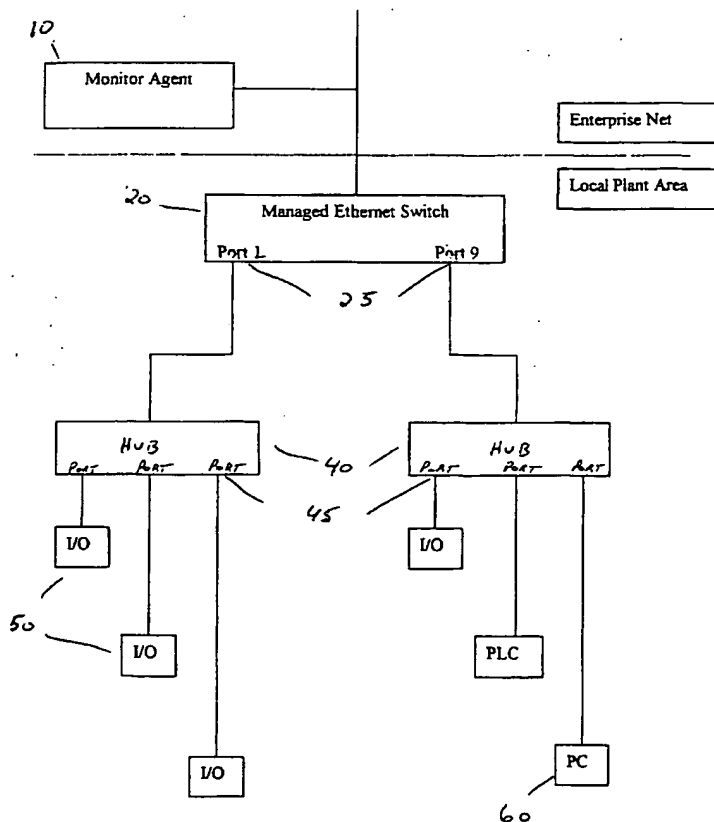 10
Monitor Agent
Enterprise Net
Local Plant Area
20
Managed Ethernet Switch
Port 1 Port 9
25
HUB HUB
40
PORT PORT PORT PORT PORT PORT
45
I/O I/O
50
I/O PLC
I/O PC
60